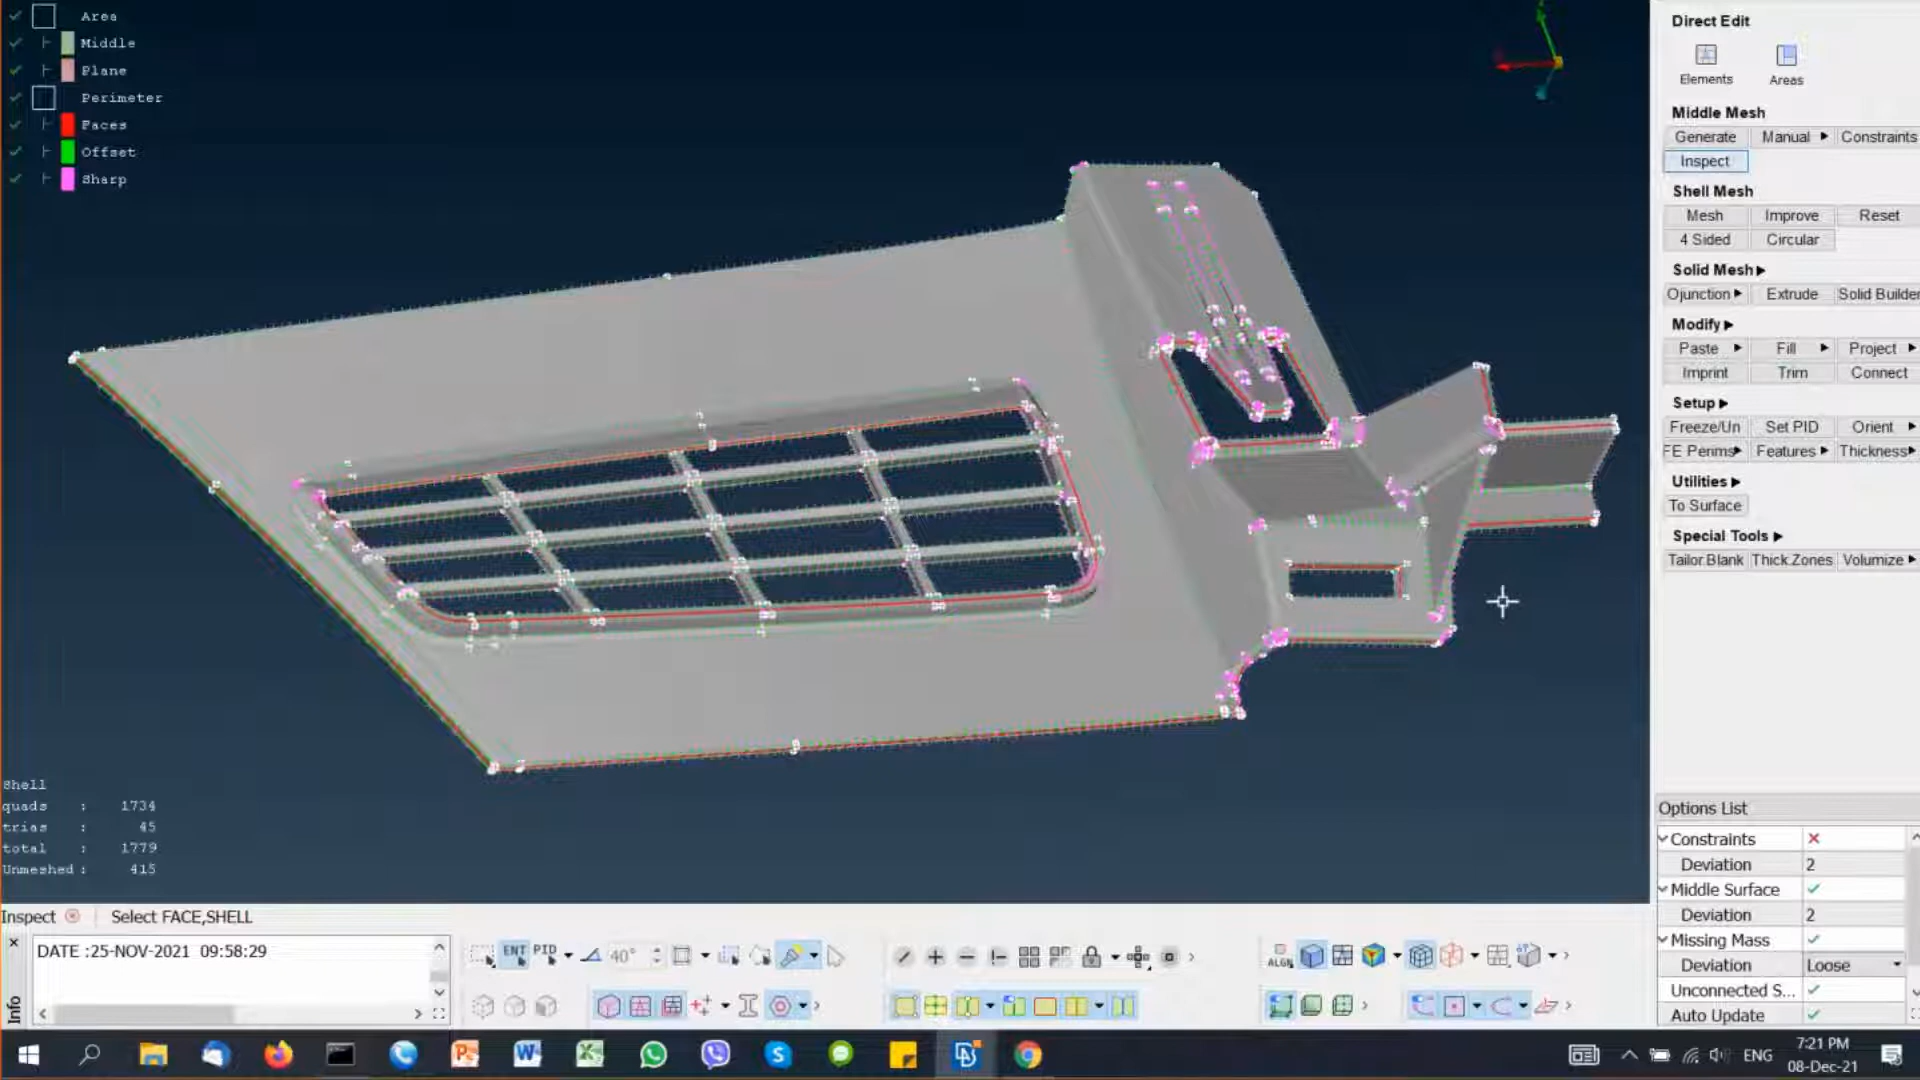 Area
Middle
Plane
Perimeter
Faces
Offset
Sharp
Shell
quads : 1734
trias : 45
total : 1779
Unmeshed : 415
Direct Edit
Elements Areas
Middle Mesh
Generate Manual Constraints
Inspect
Shell Mesh
Mesh Improve Reset
4 Sided Circular
Solid Mesh
Ojunction Extrude Solid Builder
Modify
Paste Fill Project
Imprint Trim Connect
Setup
Freeze/Un Set PID Orient
FE Perims Features Thickness
Utilities
To Surface
Special Tools
Tailor.Blank Thick.Zones Volumize
Options List
Constraints
Deviation 2
Middle Surface
Deviation 2
Missing Mass
Deviation Loose
Unconnected S...
Auto Update
Inspect Select FACE,SHELL
DATE :25-NOV-2021 09:58:29
Info
ENT PID 40°
ALGN
ENG
7:21 PM
08-Dec-21